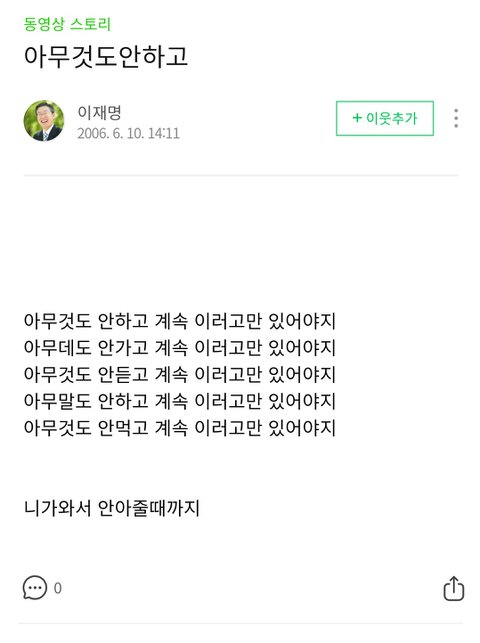 동영상 스토리
아무것도안하고
이재명
2006. 6. 10. 14:11
+ 이웃추가
아무것도 안하고 계속 이러고만 있어야지
아무데도 안가고 계속 이러고만 있어야지
아무것도 안듣고 계속 이러고만 있어야지
아무말도 안하고 계속 이러고만 있어야지
아무것도 안먹고 계속 이러고만 있어야지
니가와서 안아줄때까지
0